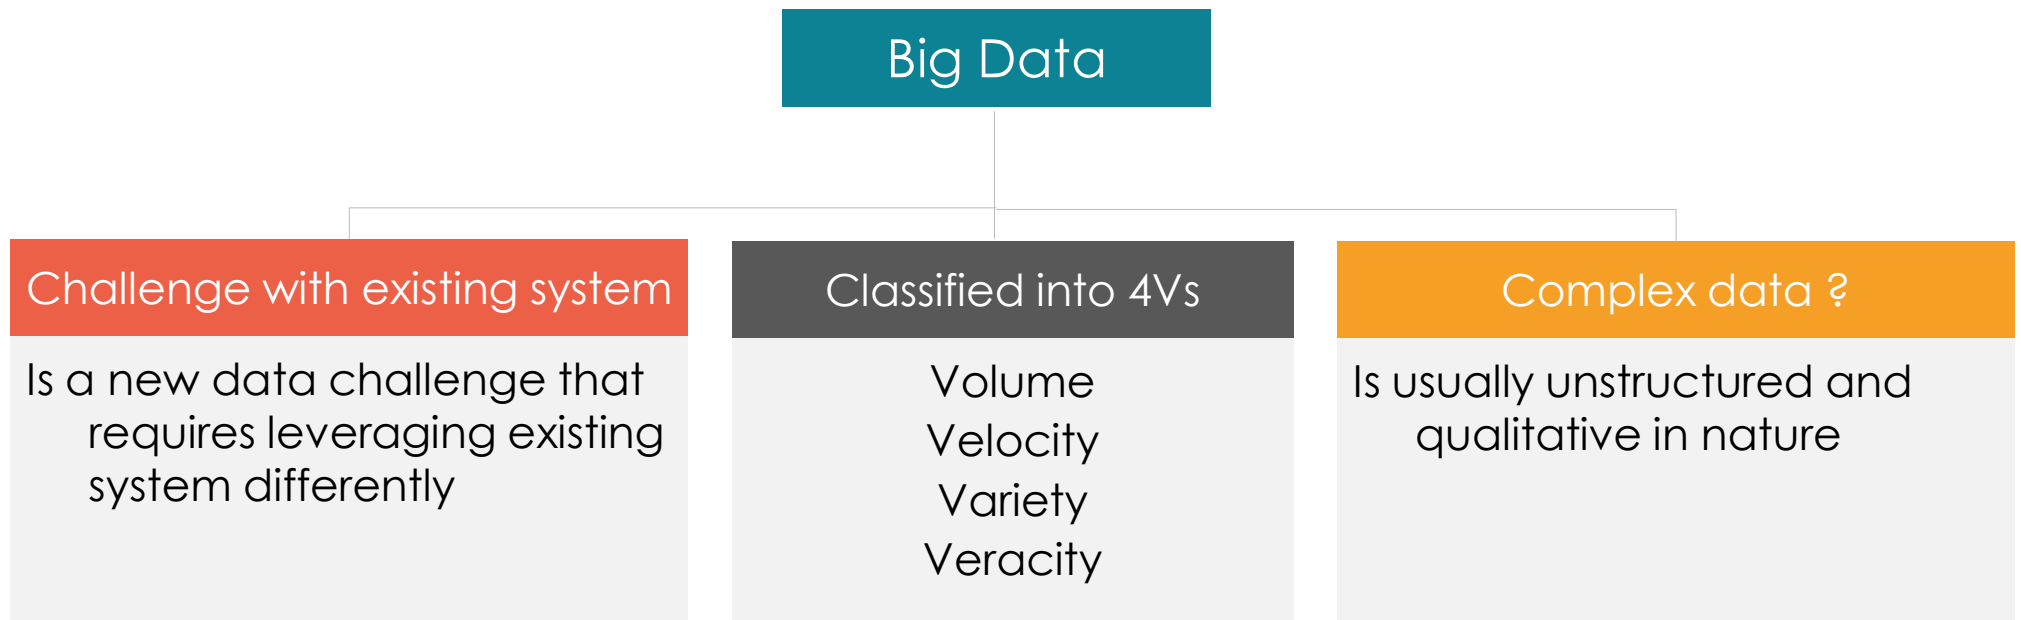 Big Data
Challenge with existing system
Is a new data challenge that
requires leveraging existing
system differently
Classified into 4Vs
Volume
Velocity
Variety
Veracity
Complex data ?
Is usually unstructured and
qualitative in nature